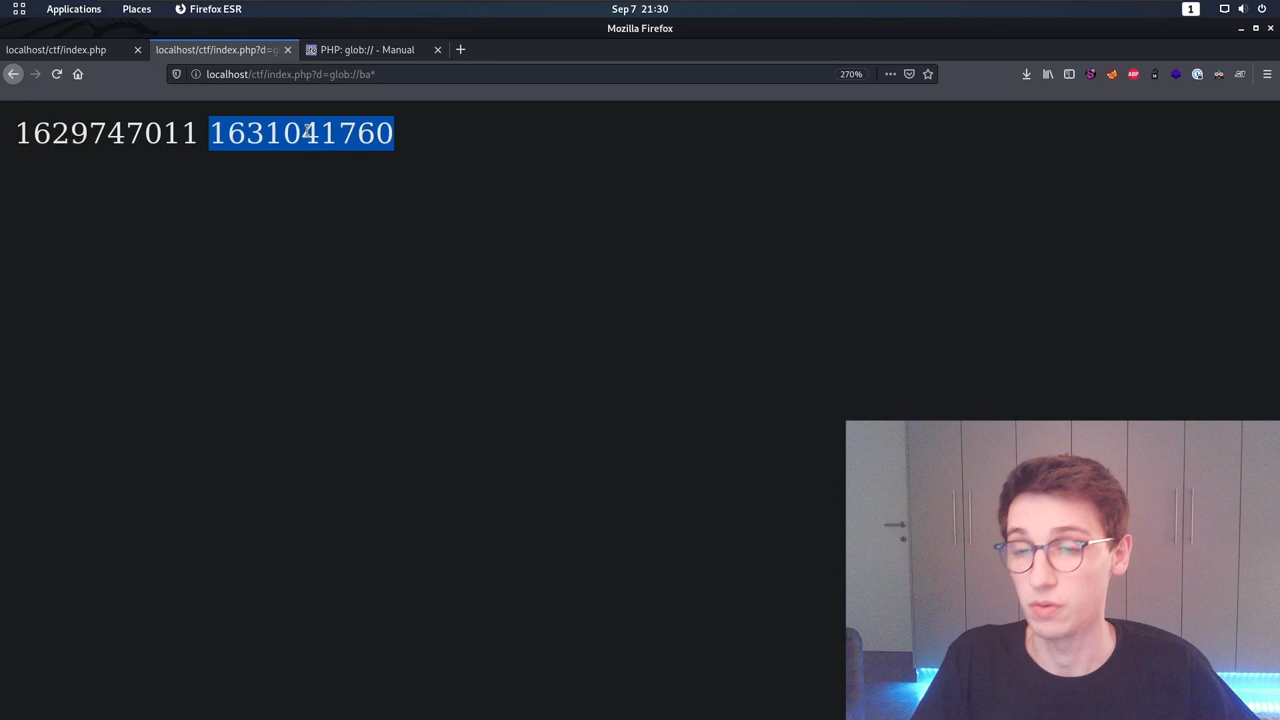 Applications Places Firefox ESR Sep 7 21:30 1
Mozilla Firefox
localhost/ctf/index.php localhost/ctf/index.php?d=g PHP: glob:// - Manual
localhost/ctf/index.php?d=glob://ba* 270%
1629747011 1631041760